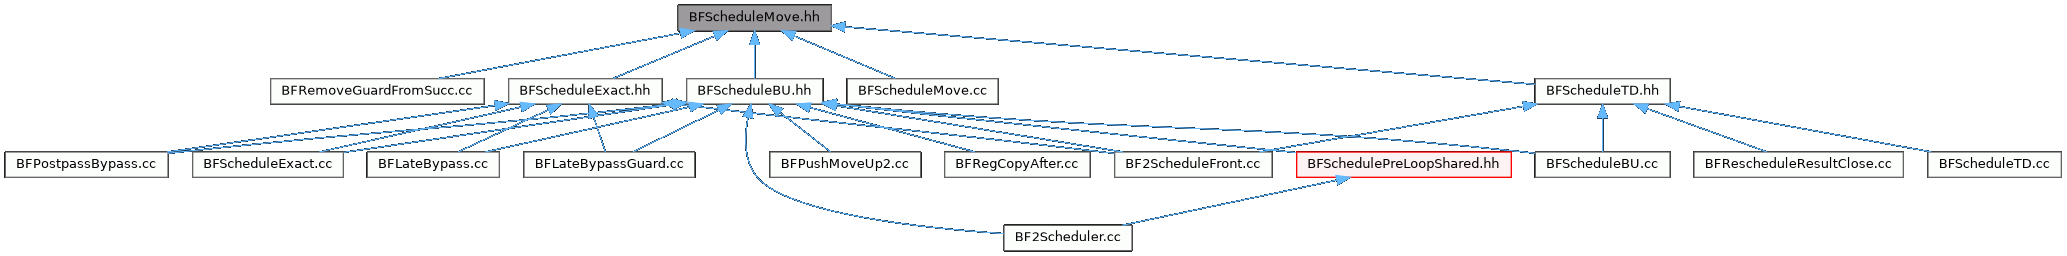 BFScheduleMove.hh
BFRemoveGuardFromSucc.cc
BFScheduleExact.hh
BFScheduleBU.hh
BFScheduleMove.cc
BFScheduleTD.hh
BFPostpassBypass.cc
BFScheduleExact.cc
BFLateBypass.cc
BFLateBypassGuard.cc
BFPushMoveUp2.cc
BFRegCopyAfter.cc
BF2ScheduleFront.cc
BFSchedulePreLoopShared.hh
BFScheduleBU.cc
BFRescheduleResultClose.cc
BFScheduleTD.cc
BF2Scheduler.cc